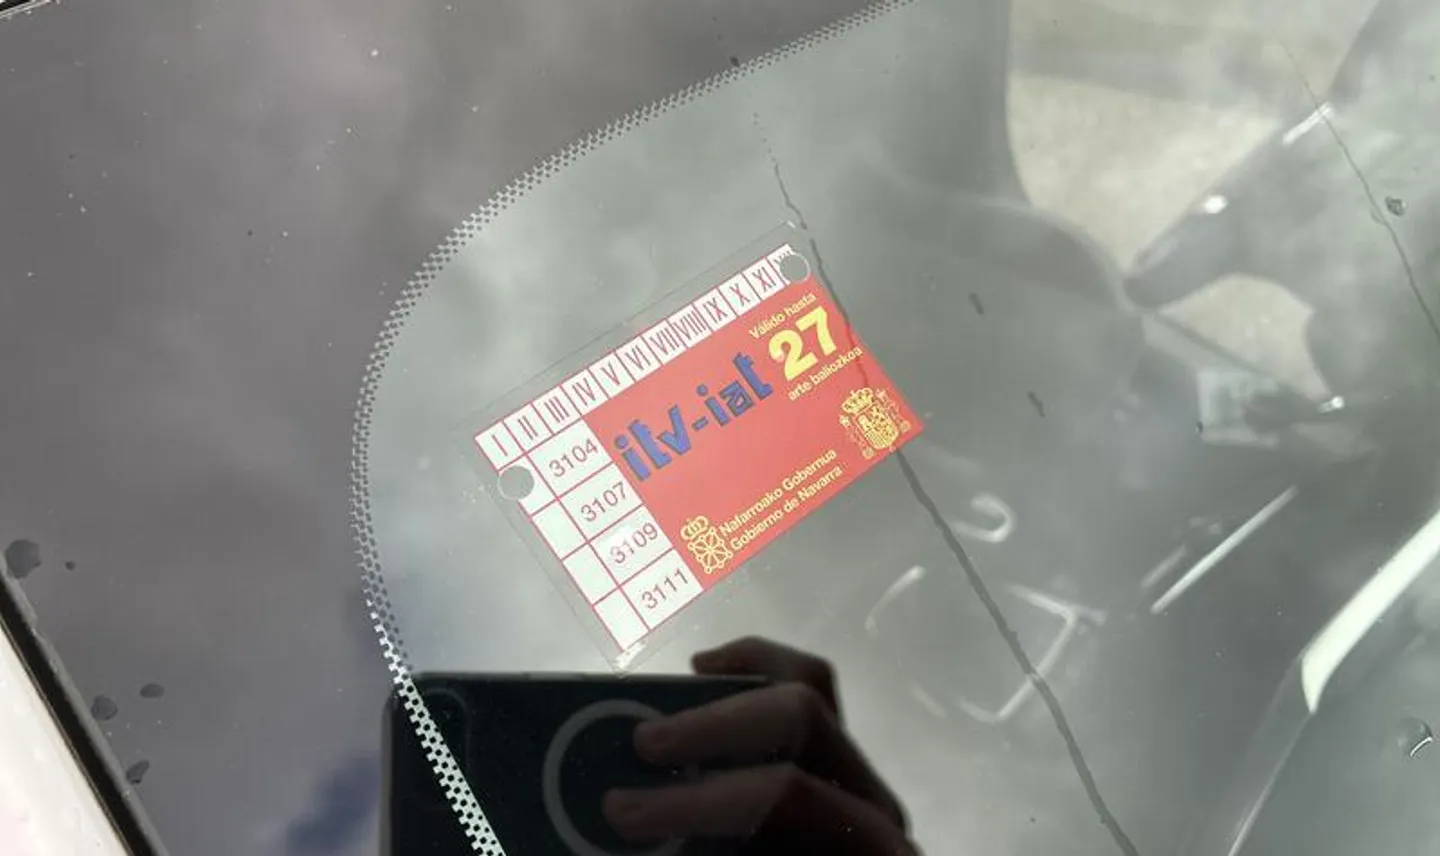 I II III IV V VI VII VIII IX X XI
3104
3107
3109
3111
itv-iat
Válido hasta
27
arte baliozkoa
Nafarroako Gobernua
Gobierno de Navarra